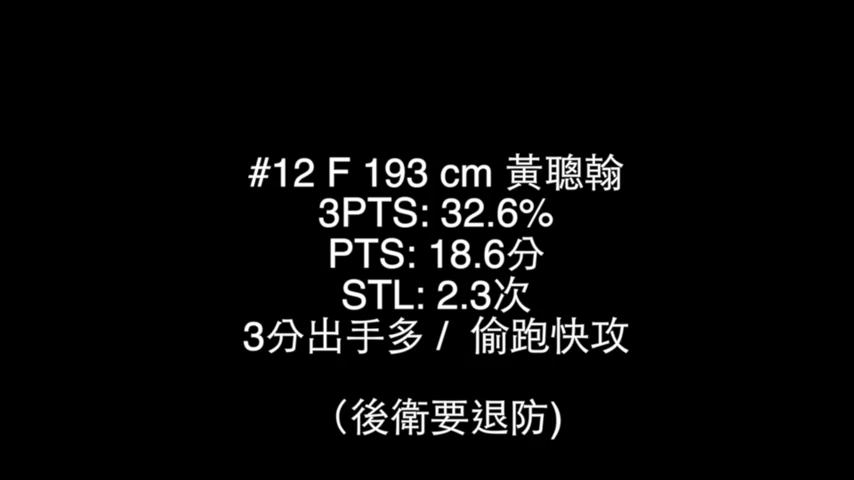 #12 F 193 cm 黃聰翰
3PTS: 32.6%
PTS: 18.6分
STL: 2.3次
3分出手多 / 偷跑快攻
（後衛要退防)